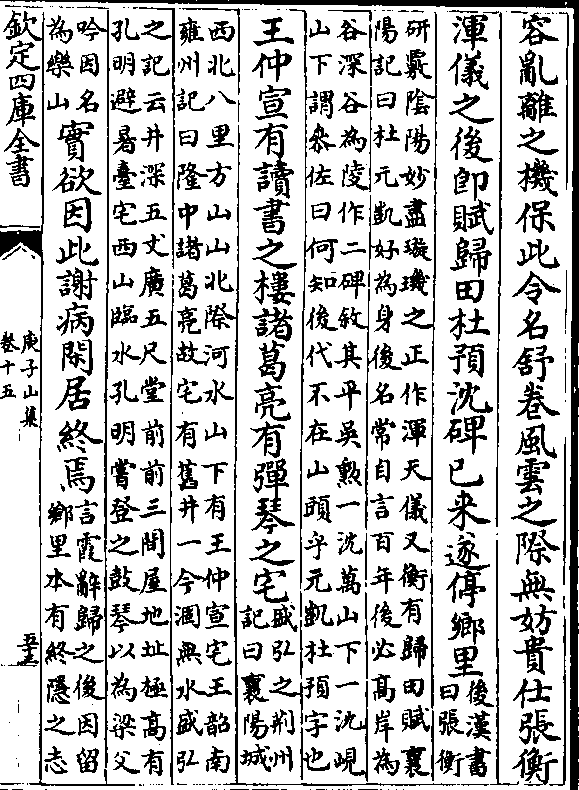 容亂離之機保此令名舒卷風雲之際無妨貴仕張衡
渾儀之後卽賦歸田杜預沈碑已來遂停鄉里後漢書曰張衡
研覈陰陽妙盡璇璣之正作渾天儀又衡有歸田賦襄
陽記曰杜元凱好為身後名常自言百年後必高岸為
谷深谷為陵作二碑敘其平吳勲一沈萬山下一沈峴
山下謂叅佐曰何知後代不在山頭乎元凱杜預字也
王仲宣有讀書之樓諸葛亮有彈琴之宅盛弘之荆州記曰襄陽城
西北八里方山山北際河水山下有王仲宣宅王韶南
雍州記曰隆中諸葛亮故宅有舊井一今涸無水盛弘
之記云井深五丈廣五尺堂前前三間屋地址極高有
孔明避暑臺宅西山臨水孔明嘗登之鼓琴以為梁父
吟因名
為樂山實欲因此謝病閑居終焉言霞辭歸之後因留鄉里本有終隱之志
欽定四庫全書
庾子山集
卷十五